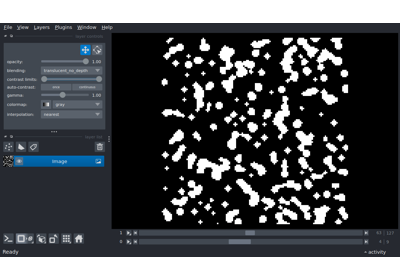 File View Layers Plugins Window Help
opacity: 1.00
blending: translucent_no_depth
contrast limits:
auto-contrast: once continuous
gamma: 1.00
colormap: gray
interpolation: nearest
Image
1
0
Ready
activity